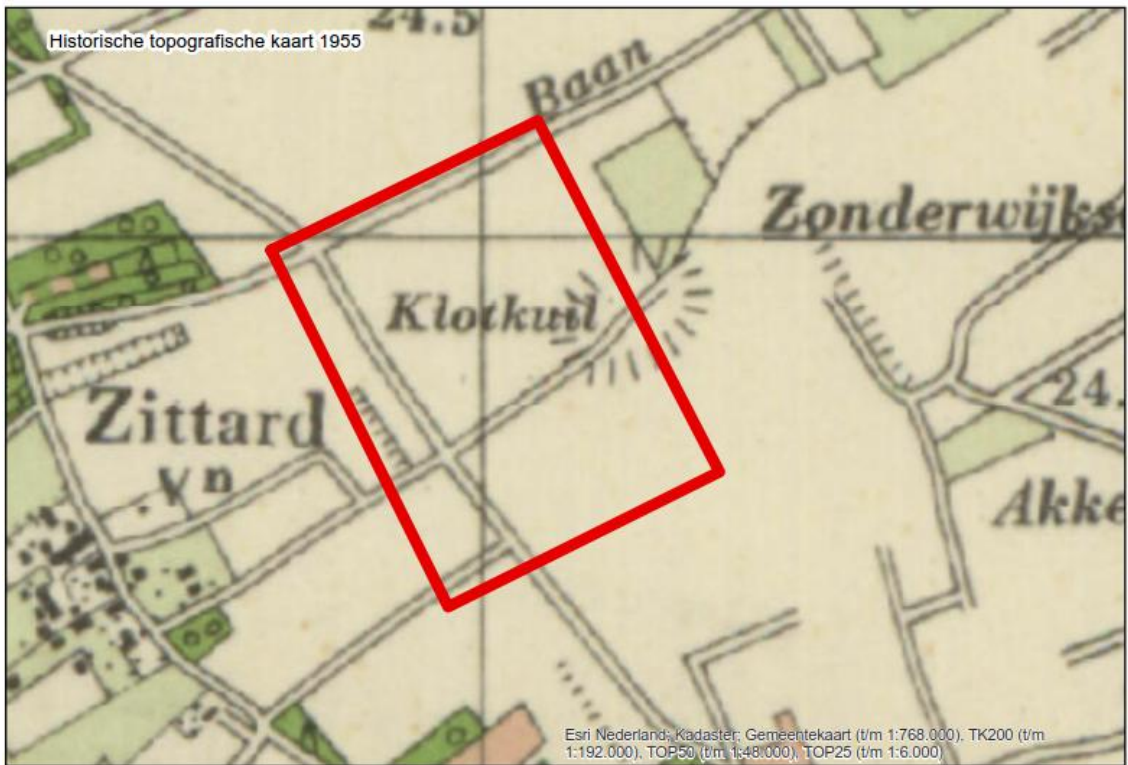 24.5
Historische topografische kaart 1955
Baan
Zonderwijks
Klotkuil
Zittard
24.
Vn
Akke
Esri Nederland; Kadaster; Gemeentekaart (t/m 1:768.000), TK200 (t/m
1:192.000), TOP50 (t/m 1:48.000), TOP25 (t/m 1:6.000)